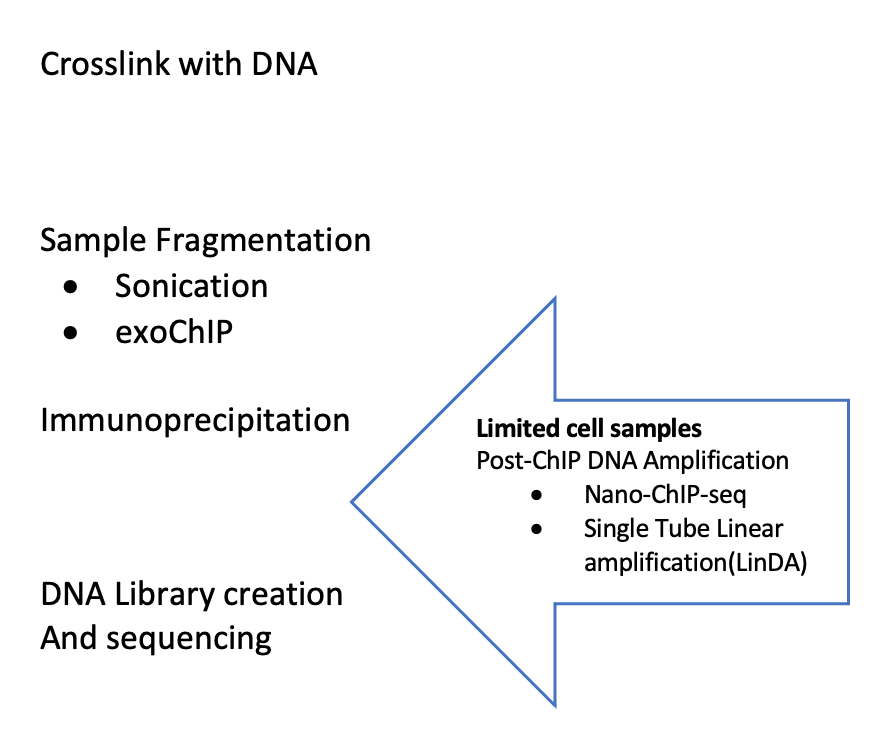 Crosslink with DNA
Sample Fragmentation
• Sonication
• exoChIP
Immunoprecipitation
Limited cell samples
Post-ChIP DNA Amplification
• Nano-ChIP-seq
• Single Tube Linear
amplification(LinDA)
DNA Library creation
And sequencing